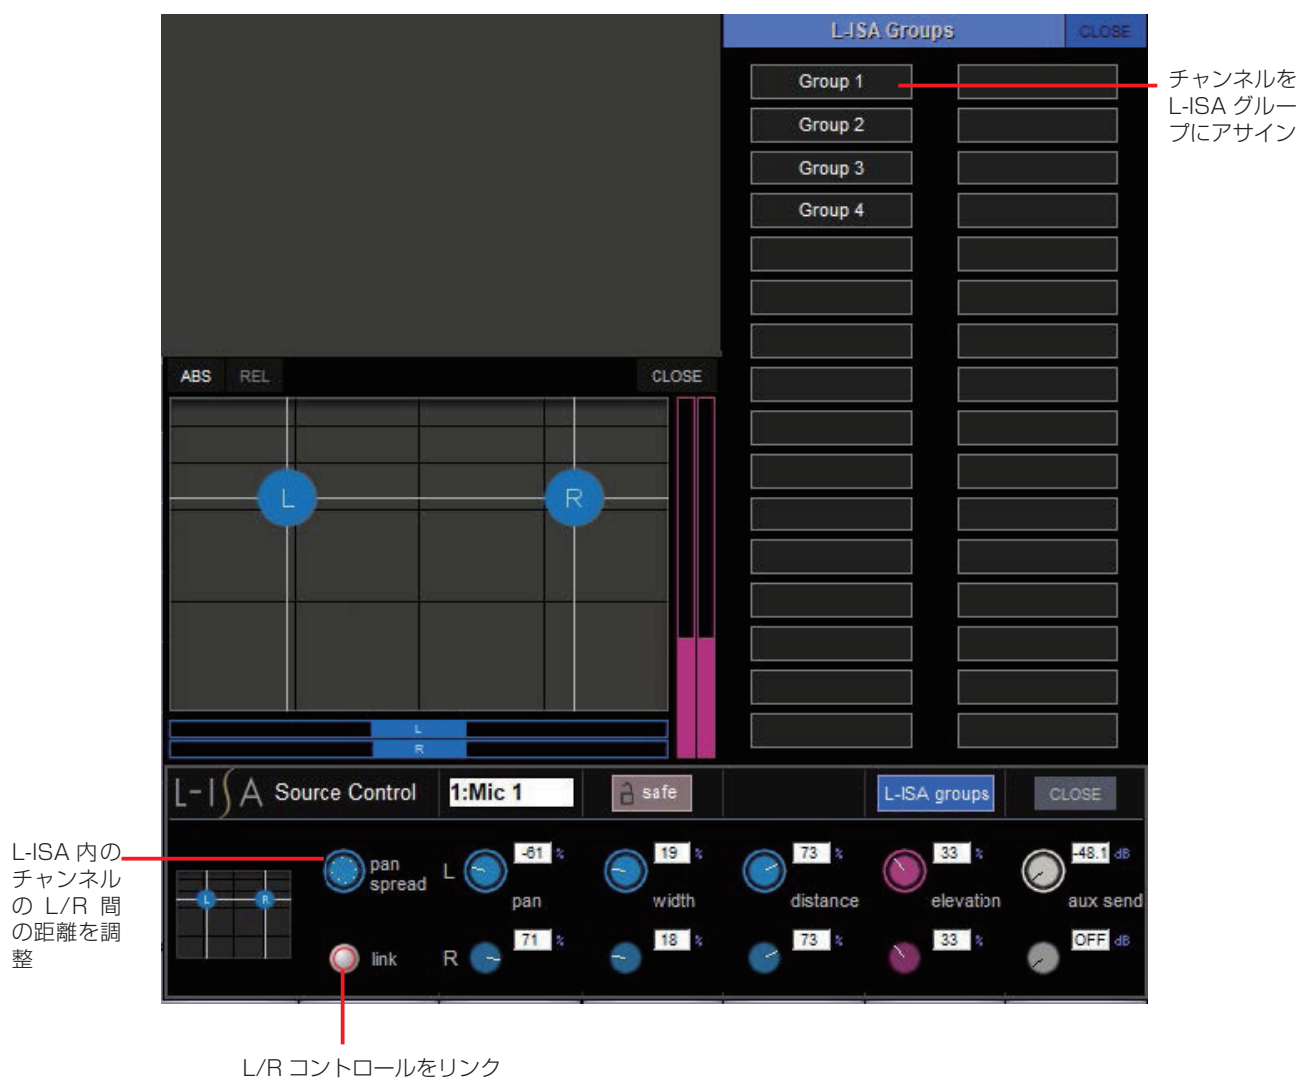 L-ISA Groups
CLOSE
Group 1
チャンネルを
L-ISA グルー
プにアサイン
Group 2
Group 3
Group 4
ABS REL CLOSE
L R
L
R
L-ISA Source Control 1:Mic 1 safe L-ISA groups CLOSE
L-ISA 内の
チャンネル
の L/R 間
の距離を調
整
L R
pan
spread
link
L -61 % 19 % 73 % 33 % -48.1 dB
pan width distance elevation aux send
R 71 % 18 % 73 % 33 % OFF dB
L/R コントロールをリンク